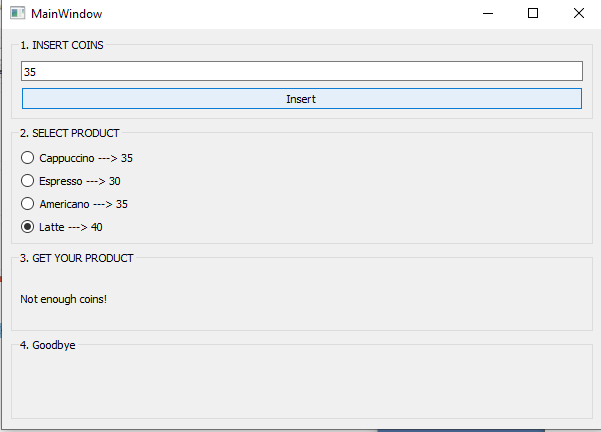 MainWindow
1. INSERT COINS
35
Insert
2. SELECT PRODUCT
Cappuccino ---> 35
Espresso ---> 30
Americano ---> 35
Latte ---> 40
3. GET YOUR PRODUCT
Not enough coins!
4. Goodbye